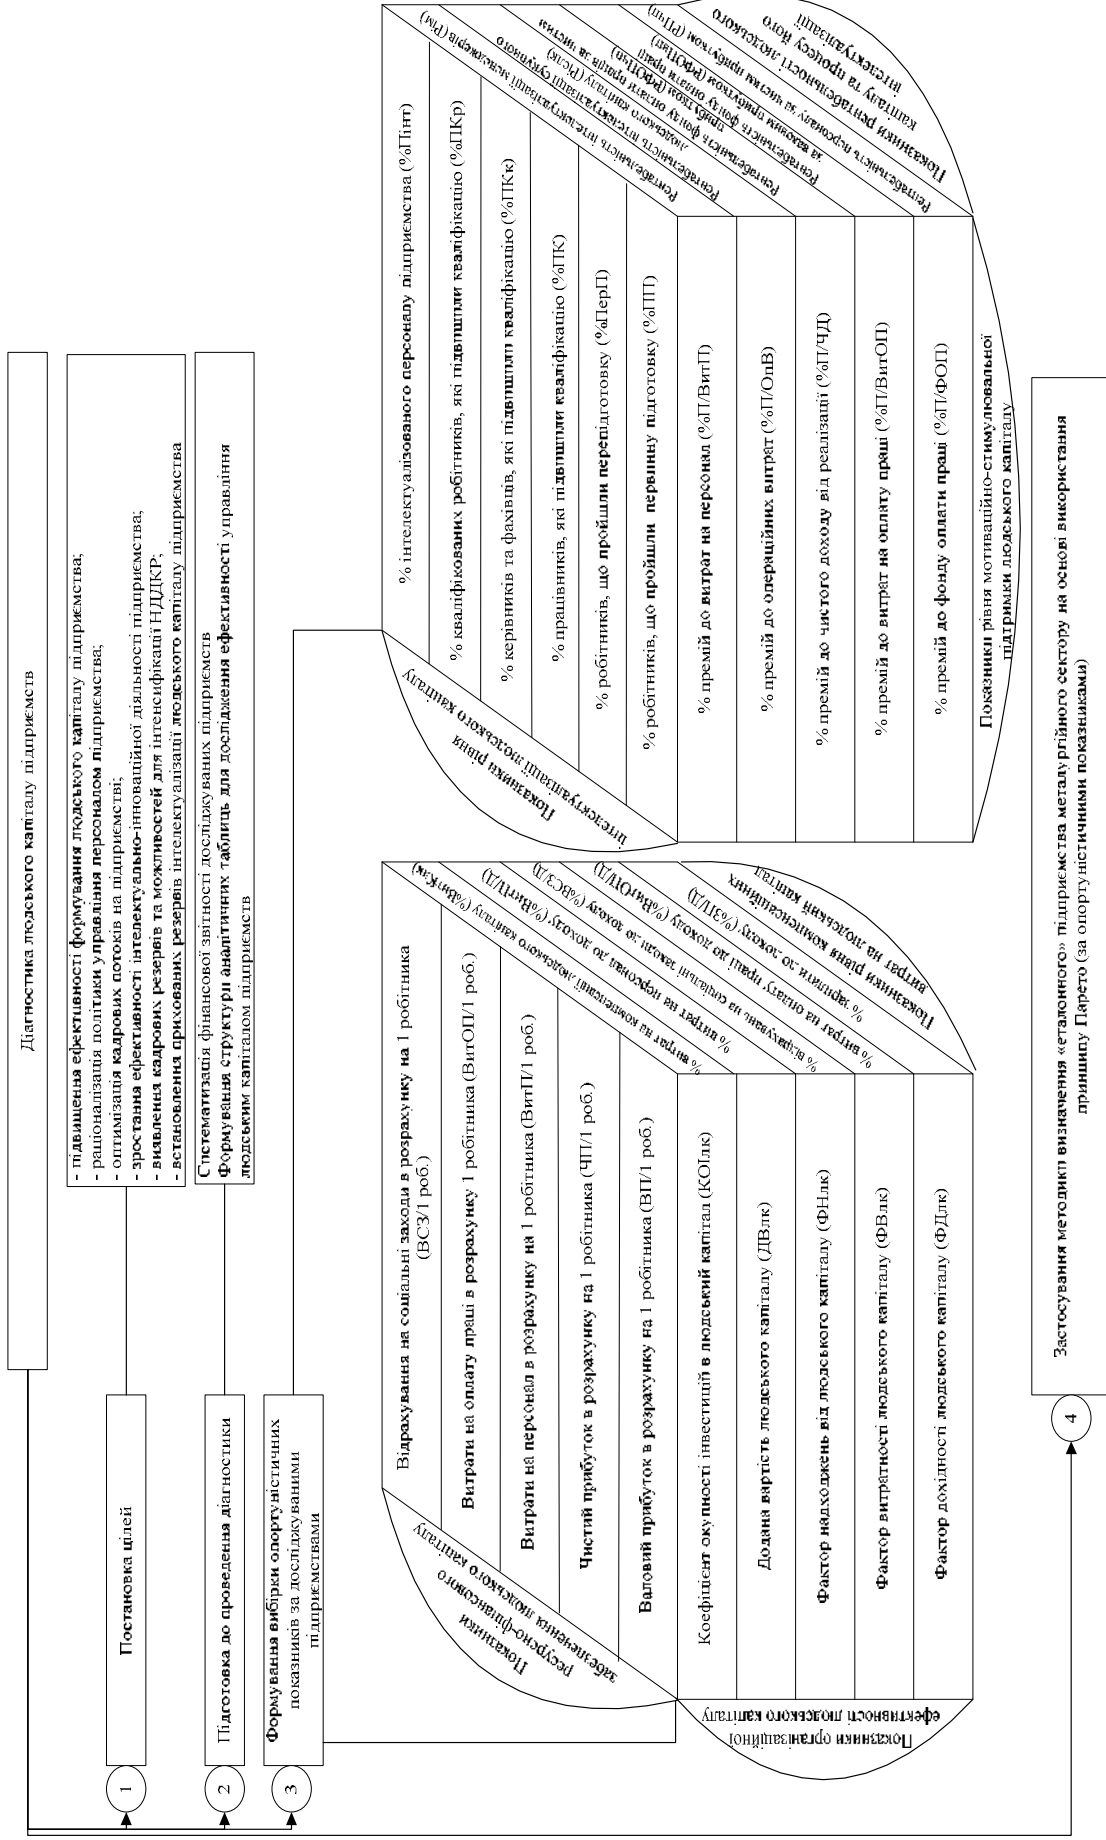 Діагностика людського капіталу підприємств
1
Постановка цілей
- підвищення ефективності формування людського капіталу підприємства;
- раціоналізація політики управління персоналом підприємства;
- оптимізація кадрових потоків на підприємстві;
- зростання ефективності інтелектуально-інноваційної діяльності підприємства;
- виявлення кадрових резервів та можливостей для інтенсифікації НДДКР;
- встановлення прихованих резервів інтелектуалізації людського капіталу підприємства
2
Підготовка до проведення діагностики
Систематизація фінансової звітності досліджуваних підприємств
Формування структури аналітичних таблиць для дослідження ефективності управління
людським капіталом підприємств
3
Формування вибірки опортуністичних
показників за досліджуваними
підприємствами
Показники
ресурсно-фінансового
забезпечення людського капіталу
Відрахування на соціальні заходи в розрахунку на 1 робітника
(ВСЗ/1 роб.)
Витрати на оплату праці в розрахунку 1 робітника (ВитОП/1 роб.)
Витрати на персонал в розрахунку на 1 робітника (ВитП/1 роб.)
Чистий прибуток в розрахунку на 1 робітника (ЧП/1 роб.)
Валовий прибуток в розрахунку на 1 робітника (ВП/1 роб.)
Показники організаційної
ефективності людського капіталу
Коефіцієнт окупності інвестицій в людський капітал (КОІлк)
Додана вартість людського капіталу (ДВлк)
Фактор надходжень від людського капіталу (ФНлк)
Фактор витратності людського капіталу (ФВлк)
Фактор дохідності людського капіталу (ФДлк)
% витрат на компенсації людського капіталу (%ВитКлк)
% витрат на персонал до доходу (%ВитП/Д)
% відрахувань на соціальні заходи до доходу (%ВСЗ/Д)
% витрат на оплату праці до доходу (%ВитОП/Д)
% зарплати до доходу (%ЗП/Д)
Показники рівня компенсаційних
витрат на людський капітал
Показники рівня
інтелектуалізації людського капіталу
% інтелектуалізованого персоналу підприємства (%Пінт)
% кваліфікованих робітників, які підвищили кваліфікацію (%ПКр)
% керівників та фахівців, які підвищили кваліфікацію (%ПКк)
% працівників, які підвищили кваліфікацію (%ПК)
% робітників, що пройшли перепідготовку (%ПерП)
% робітників, що пройшли первинну підготовку (%ПП)
% премій до витрат на персонал (%П/ВитП)
% премій до операційних витрат (%П/ОпВ)
% премій до чистого доходу від реалізації (%П/ЧД)
% премій до витрат на оплату праці (%П/ВитОП)
% премій до фонду оплати праці (%П/ФОП)
Показники рівня мотиваційно-стимулювальної
підтримки людського капіталу
Рентабельність інтелектуалізації менеджерів (Рім)
Рентабельність інтелектуалізації сукупного
людського капіталу (Рісlк)
Рентабельність фонду оплати праці за чистим
прибутком (РФОПчп)
Рентабельність фонду оплати праці
за валовим прибутком (РФОПвп)
Рентабельність персоналу за чистим прибутком (РПчп)
Показники рентабельності людського
капіталу та процесу його
інтелектуалізації
4
Застосування методики визначення «еталонного» підприємства металургійного сектору на основі використання
принципу Парето (за опортуністичними показниками)